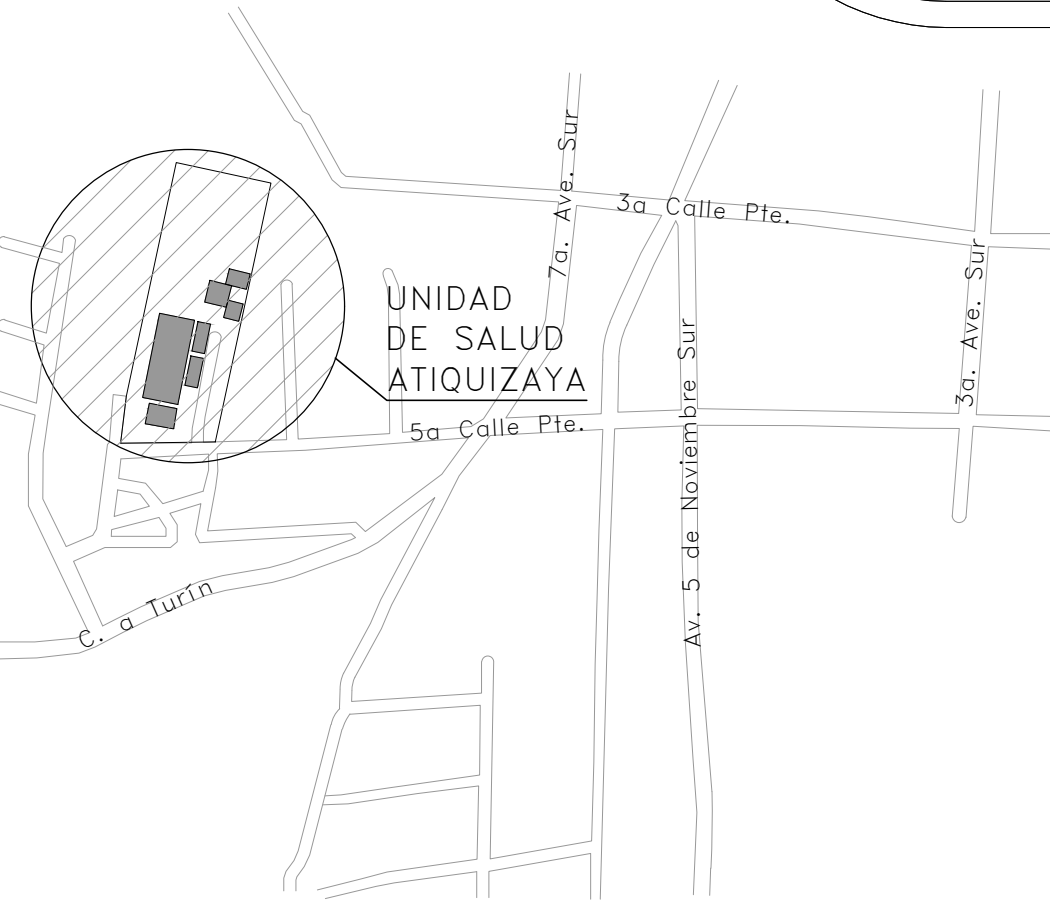 7a. Ave. Sur
3a Calle Pte.
3a. Ave. Sur
UNIDAD
DE SALUD
ATIQUIZAYA
5a Calle Pte.
Av. 5 de Noviembre Sur
C. a Turín